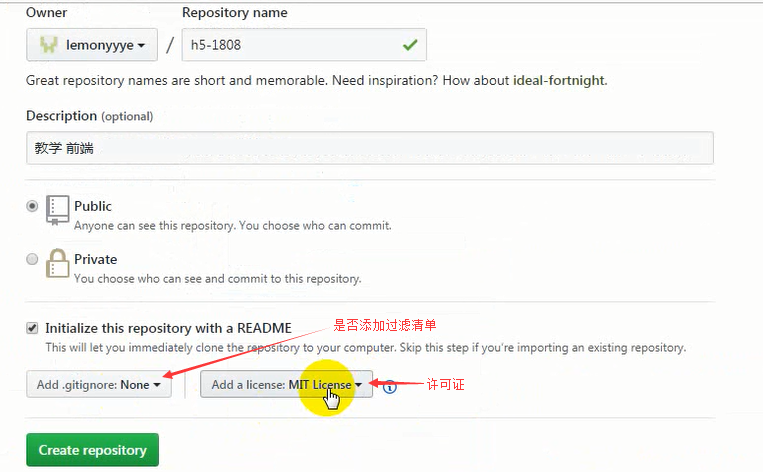 Owner
Repository name
lemonyyye / h5-1808
Great repository names are short and memorable. Need inspiration? How about ideal-fortnight.
Description (optional)
教学 前端
Public
Anyone can see this repository. You choose who can commit.
Private
You choose who can see and commit to this repository.
Initialize this repository with a README
是否添加过滤清单
This will let you immediately clone the repository to your computer. Skip this step if you're importing an existing repository.
Add .gitignore: None
Add a license: MIT License
许可证
Create repository